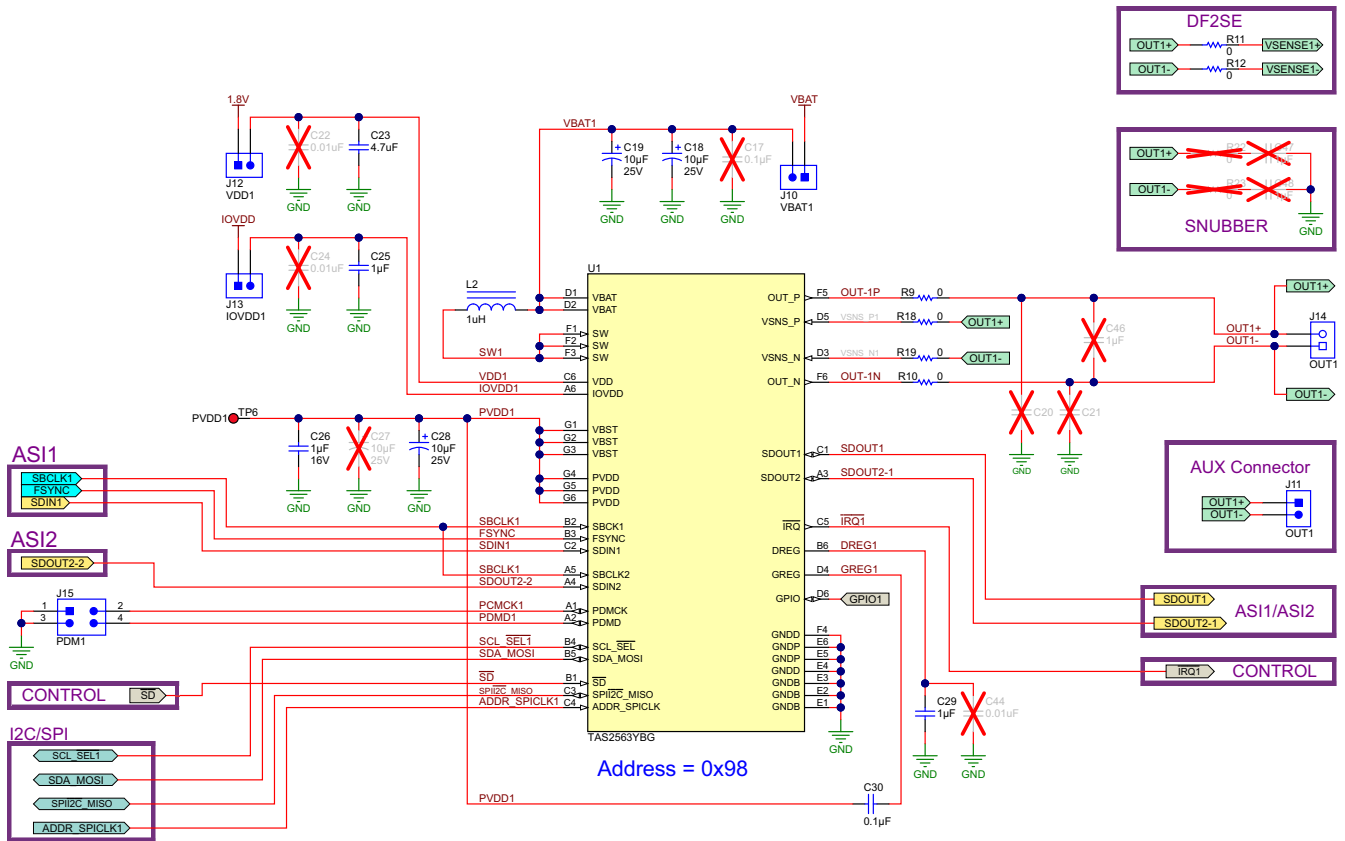 DF2SE
OUT1+ R11 0 VSENSE1+
OUT1- R12 0 VSENSE1-
SNUBBER
OUT1+
OUT1-
GND
1.8V
C22 0.01uF
C23 4.7uF
J12
VDD1
GND GND
IOVDD
C24 0.01uF
C25 1µF
J13
IOVDD1
GND GND
VBAT
VBAT1
C19 10µF 25V
C18 10µF 25V
C17 0.1µF
J10
VBAT1
GND GND GND
L2
1uH
SW1
VDD1
IOVDD1
PVDD1 TP6
PVDD1
C26 1µF 16V
C27 10µF 25V
C28 10µF 25V
GND GND GND
U1
D1 VBAT
D2 VBAT
F1 SW
F2 SW
F3 SW
C6 VDD
A6 IOVDD
G1 VBST
G2 VBST
G3 VBST
G4 PVDD
G5 PVDD
G6 PVDD
SBCLK1 B2 SBCK1
FSYNC B3 FSYNC
SDIN1 C2 SDIN1
SBCLK1 A5 SBCLK2
SDOUT2-2 A4 SDIN2
PCMCK1 A1 PDMCK
PDMD1 A2 PDMD
SCL_SEL1 B4 SCL_SEL
SDA_MOSI B5 SDA_MOSI
SD B1 SD
SPII2C_MISO C3 SPII2C_MISO
ADDR_SPICLK1 C4 ADDR_SPICLK
OUT_P F5 OUT-1P R9 0
VSNS_P D5 VSNS_P1 R18 0 OUT1+
VSNS_N D3 VSNS_N1 R19 0 OUT1-
OUT_N F6 OUT-1N R10 0
SDOUT1 C1 SDOUT1
SDOUT2 A3 SDOUT2-1
IRQ C5 IRQ1
DREG B6 DREG1
GREG D4 GREG1
GPIO D6 GPIO1
GNDD F4
GNDP E6
GNDP E5
GNDD E4
GNDB E3
GNDB E2
GNDB E1
GND
TAS2563YBG
Address = 0x98
C46 1µF
C20
C21
GND GND
OUT1+
OUT1+
OUT1-
J14
OUT1
OUT1-
AUX Connector
J11
OUT1+
OUT1-
OUT1
SDOUT1
SDOUT2-1
ASI1/ASI2
IRQ1 CONTROL
C29 1µF
C44 0.01uF
GND GND
PVDD1
C30
0.1µF
ASI1
SBCLK1
FSYNC
SDIN1
ASI2
SDOUT2-2
J15
1 2
3 4
PDM1
GND
CONTROL SD
I2C/SPI
SCL_SEL1
SDA_MOSI
SPII2C_MISO
ADDR_SPICLK1